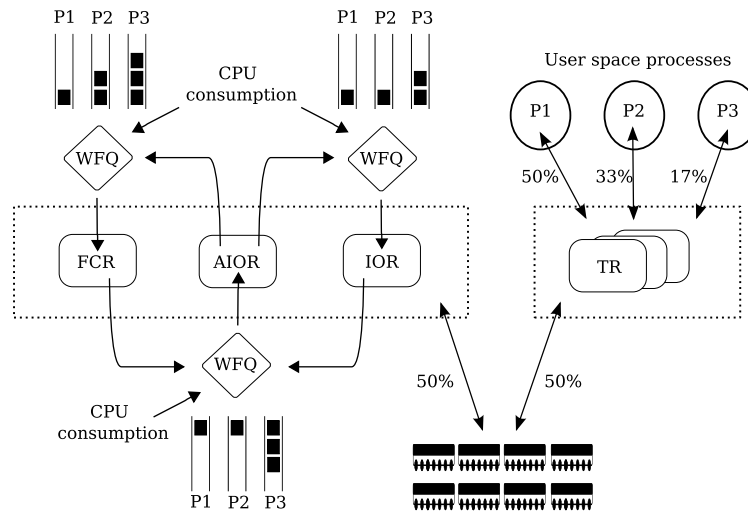 P1 P2 P3
P1 P2 P3
CPU
consumption
User space processes
P1 P2 P3
WFQ
WFQ
50% 33% 17%
FCR
AIOR
IOR
TR
WFQ
50%
50%
CPU
consumption
P1 P2 P3